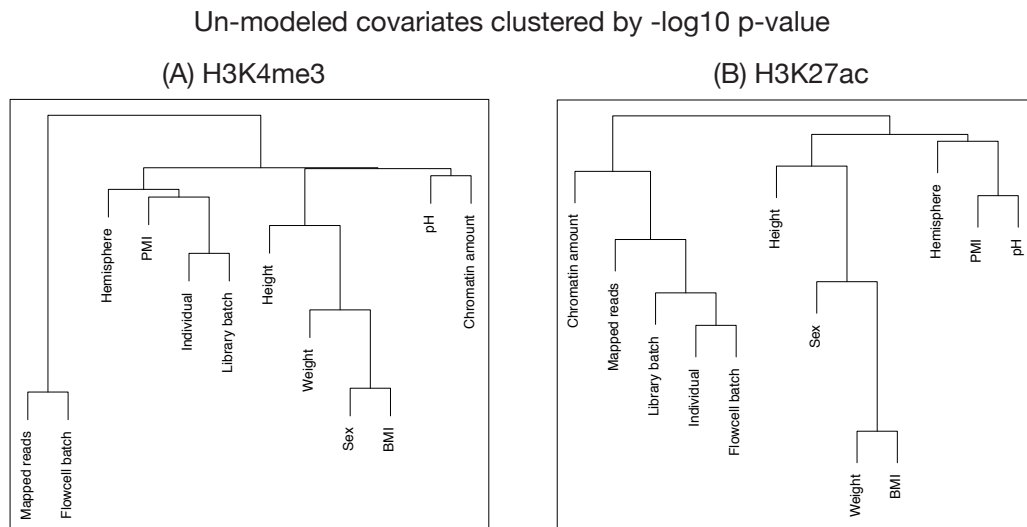 Un-modeled covariates clustered by -log10 p-value
(A) H3K4me3
(B) H3K27ac
Mapped reads
Flowcell batch
Hemisphere
PMI
Individual
Library batch
Height
Weight
Sex
BMI
pH
Chromatin amount
Chromatin amount
Mapped reads
Library batch
Individual
Flowcell batch
Height
Sex
Weight
BMI
Hemisphere
PMI
pH